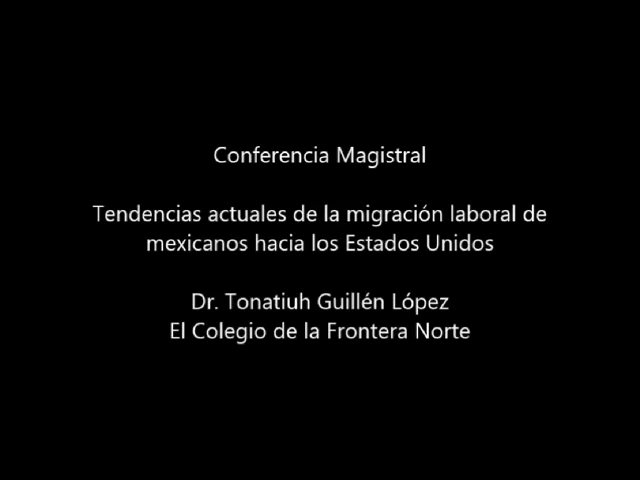 Conferencia Magistral
Tendencias actuales de la migración laboral de
mexicanos hacia los Estados Unidos
Dr. Tonatiuh Guillén López
El Colegio de la Frontera Norte